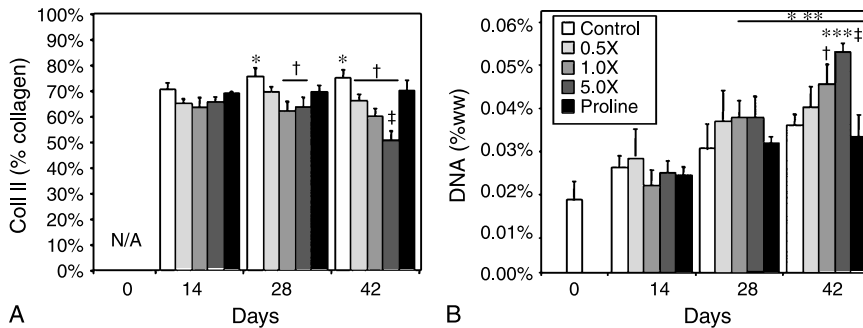 100%
90%
80%
70%
60%
50%
40%
30%
20%
10%
0%
Coll II (% collagen)
N/A
*
†
*
†
‡
0 14 28 42
A Days
0.06%
0.05%
0.04%
0.03%
0.02%
0.01%
0.00%
DNA (%ww)
Control
0.5X
1.0X
5.0X
Proline
* **
***‡
†
0 14 28 42
B Days